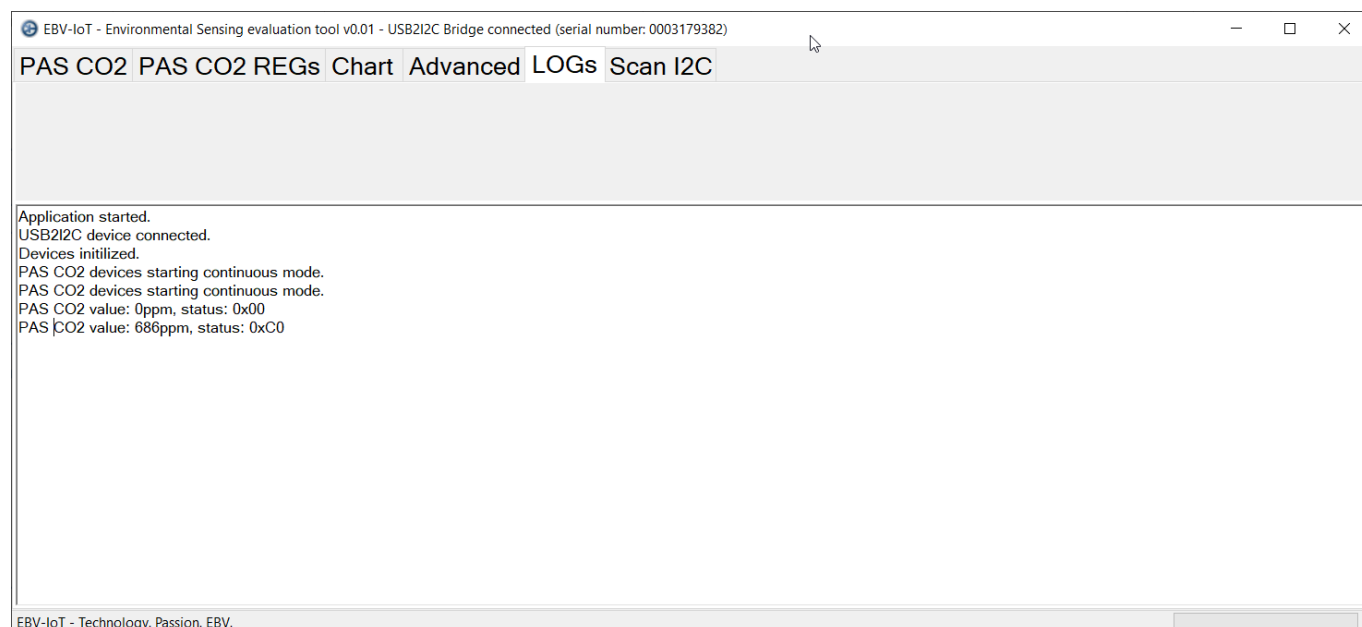 EBV-IoT - Environmental Sensing evaluation tool v0.01 - USB2I2C Bridge connected (serial number: 0003179382)
PAS CO2 PAS CO2 REGs Chart Advanced LOGs Scan I2C
Application started.
USB2I2C device connected.
Devices initilized.
PAS CO2 devices starting continuous mode.
PAS CO2 devices starting continuous mode.
PAS CO2 value: 0ppm, status: 0x00
PAS CO2 value: 686ppm, status: 0xC0
EBV-IoT - Technology. Passion. EBV.